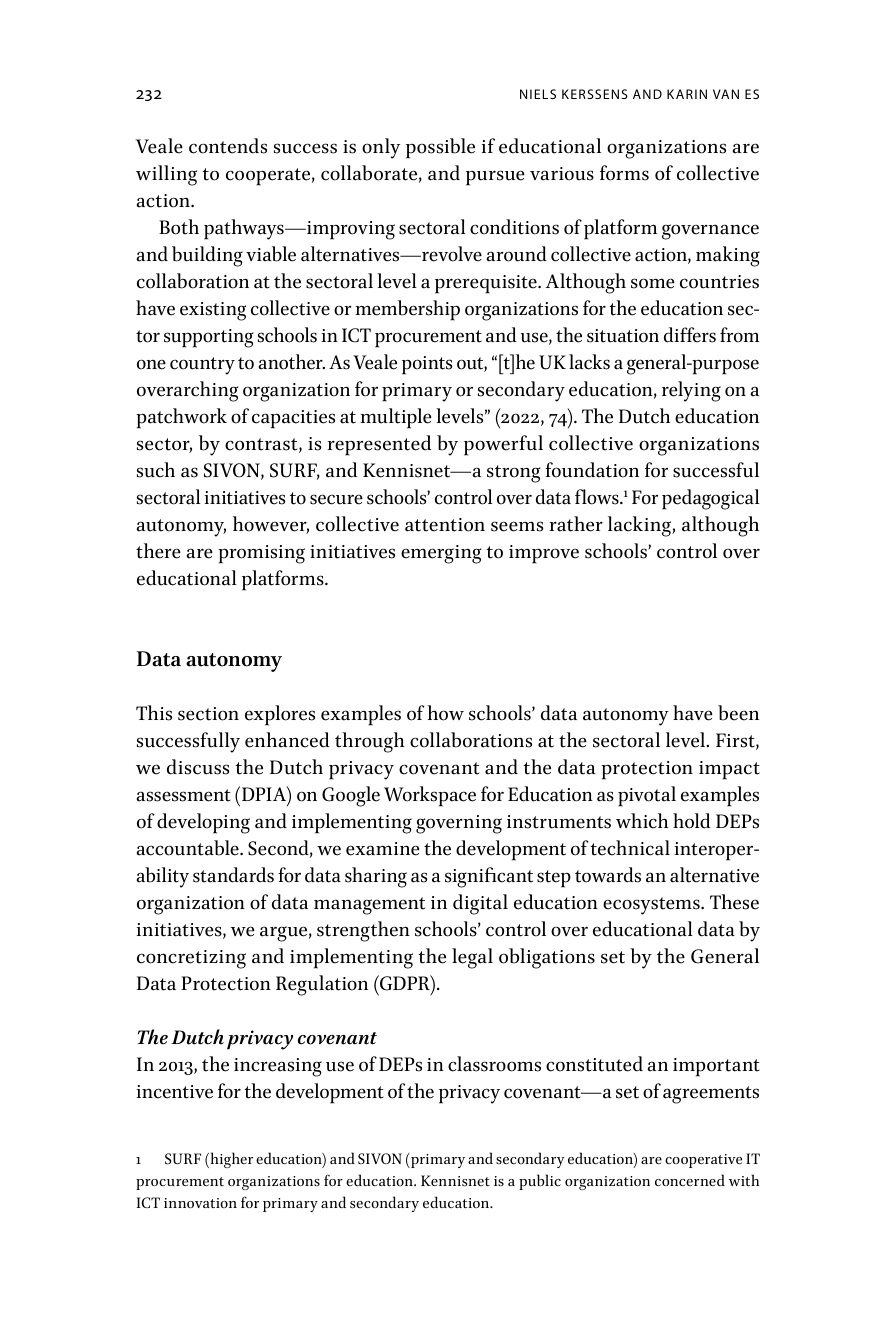 232
NIELS KERSSENS AND KARIN VAN ES
Veale contends success is only possible if educational organizations are
willing to cooperate, collaborate, and pursue various forms of collective
action.
Both pathways—improving sectoral conditions of platform governance
and building viable alternatives—revolve around collective action, making
collaboration at the sectoral level a prerequisite. Although some countries
have existing collective or membership organizations for the education sec-
tor supporting schools in ICT procurement and use, the situation differs from
one country to another. As Veale points out, “[t]he UK lacks a general-purpose
overarching organization for primary or secondary education, relying on a
patchwork of capacities at multiple levels” (2022, 74). The Dutch education
sector, by contrast, is represented by powerful collective organizations
such as SIVON, SURF, and Kennisnet—a strong foundation for successful
sectoral initiatives to secure schools’ control over data flows.¹ For pedagogical
autonomy, however, collective attention seems rather lacking, although
there are promising initiatives emerging to improve schools’ control over
educational platforms.
Data autonomy
This section explores examples of how schools’ data autonomy have been
successfully enhanced through collaborations at the sectoral level. First,
we discuss the Dutch privacy covenant and the data protection impact
assessment (DPIA) on Google Workspace for Education as pivotal examples
of developing and implementing governing instruments which hold DEPs
accountable. Second, we examine the development of technical interoper-
ability standards for data sharing as a significant step towards an alternative
organization of data management in digital education ecosystems. These
initiatives, we argue, strengthen schools’ control over educational data by
concretizing and implementing the legal obligations set by the General
Data Protection Regulation (GDPR).
The Dutch privacy covenant
In 2013, the increasing use of DEPs in classrooms constituted an important
incentive for the development of the privacy covenant—a set of agreements
1 SURF (higher education) and SIVON (primary and secondary education) are cooperative IT
procurement organizations for education. Kennisnet is a public organization concerned with
ICT innovation for primary and secondary education.